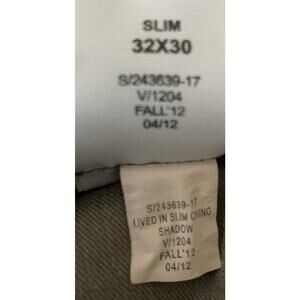 SLIM
32X30
S/243639-17
V/1204
FALL'12
04/12
S/243639-17
LIVED IN SLIM CHINO
SHADOW
V/1204
FALL'12
04/12